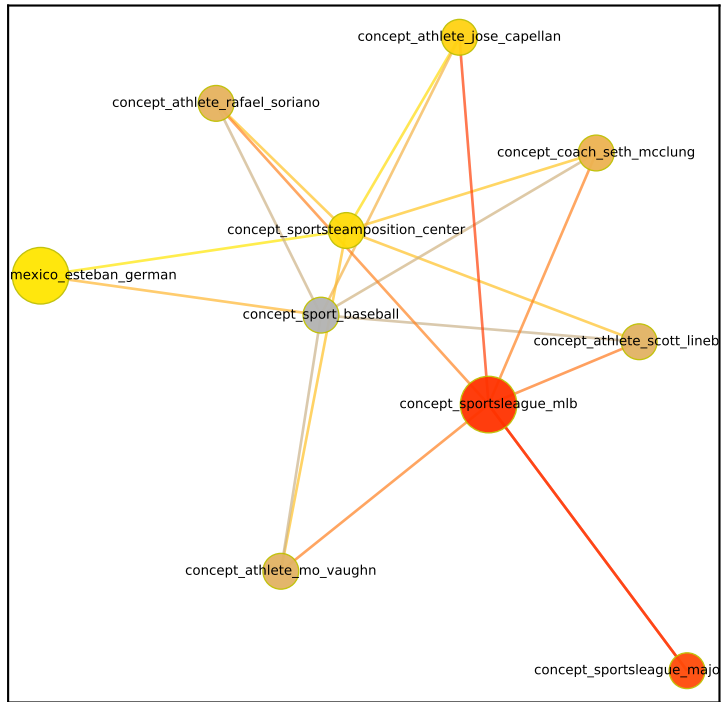 concept_athlete_jose_capellan
concept_athlete_rafael_soriano
concept_coach_seth_mcclung
concept_sportsteamposition_center
mexico_esteban_german
concept_sport_baseball
concept_athlete_scott_lineb
concept_sportsleague_mlb
concept_athlete_mo_vaughn
concept_sportsleague_majo